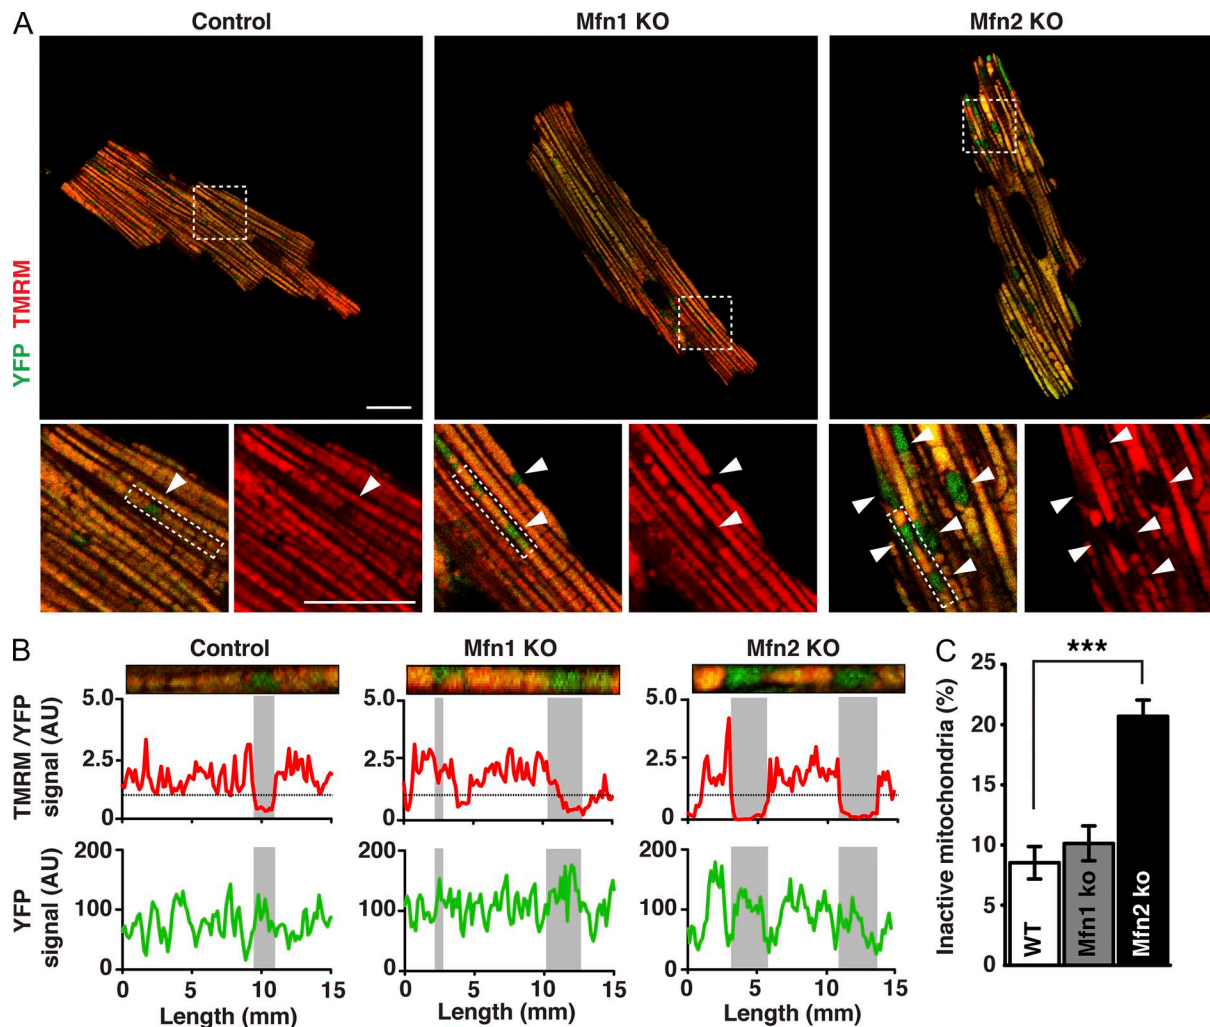 A
Control
Mfn1 KO
Mfn2 KO
YFP TMRM
B
Control
Mfn1 KO
Mfn2 KO
TMRM /YFP
signal (AU)
5.0
2.5
0
5.0
2.5
0
5.0
2.5
0
YFP
signal (AU)
200
100
0
200
100
0
200
100
0
0 5 10 15
0 5 10 15
0 5 10 15
Length (mm)
Length (mm)
Length (mm)
C
Inactive mitochondria (%)
25
20
15
10
5
0
***
WT
Mfn1 ko
Mfn2 ko